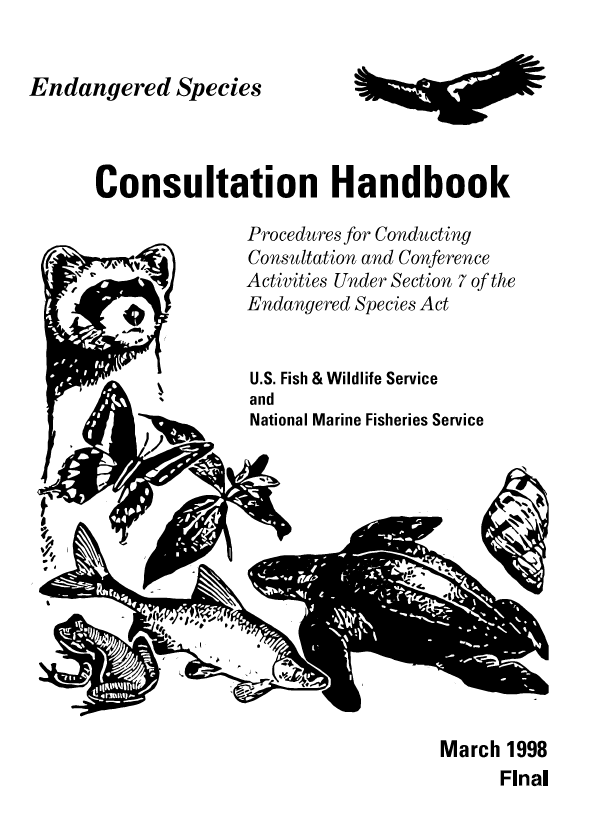 Endangered Species
Consultation Handbook
Procedures for Conducting
Consultation and Conference
Activities Under Section 7 of the
Endangered Species Act
U.S. Fish & Wildlife Service
and
National Marine Fisheries Service
March 1998
FInal